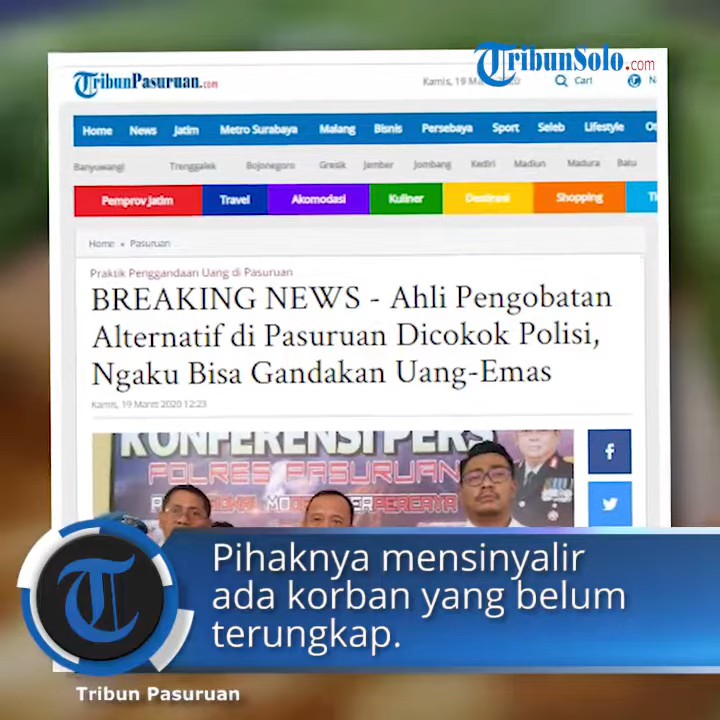 TribunSolo.com
TribunPasuruan.com
Kamis, 19
Cari
Home News Jatim Metro Surabaya Malang Bisnis Persebaya Sport Seleb Lifestyle
Banyuwangi Trenggalek Bojonegoro Gresik Jember Jombang Kediri Madiun Madura Batu
Pemprov Jatim Travel Akomodasi Kuliner Destinasi Shopping
Home » Pasuruan
Praktik Penggandaan Uang di Pasuruan
BREAKING NEWS - Ahli Pengobatan
Alternatif di Pasuruan Dicokok Polisi,
Ngaku Bisa Gandakan Uang-Emas
Kamis, 19 Maret 2020 12:23
KONFERENSI PERS
POLRES PASURUAN
Pihaknya mensinyalir
ada korban yang belum
terungkap.
Tribun Pasuruan